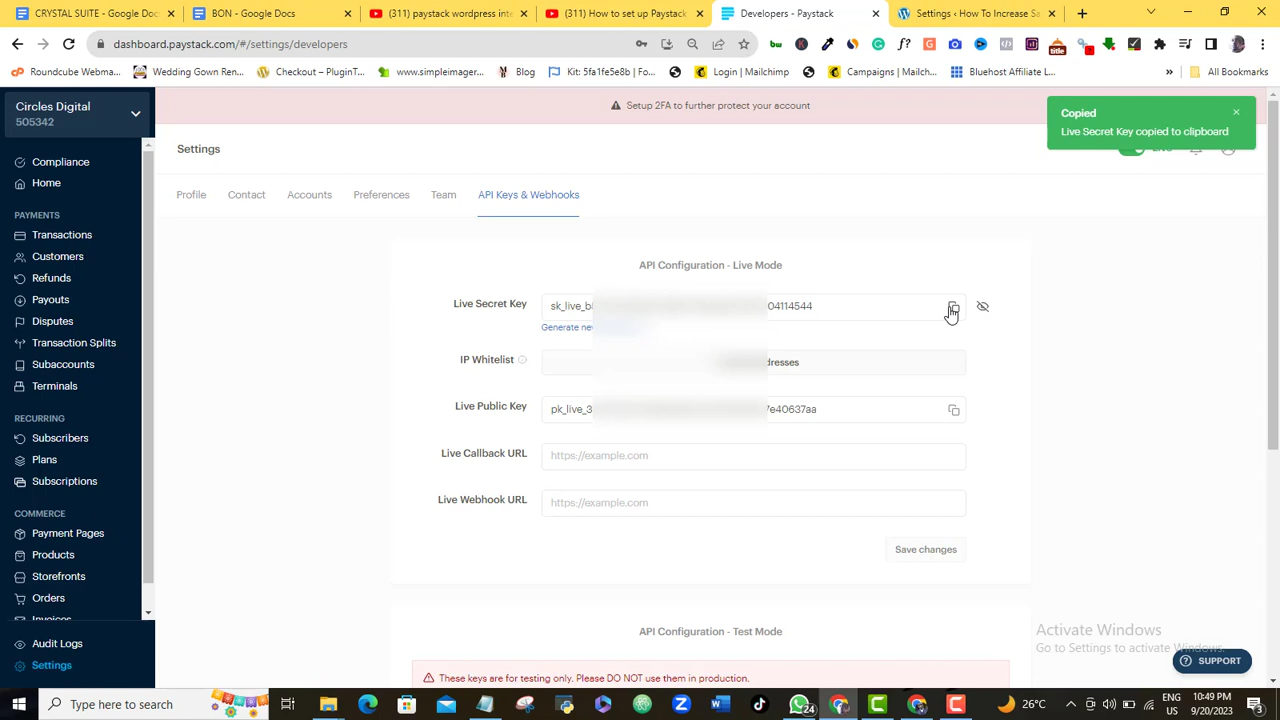 CRYSTALL SUITE DOC
BON - Google Docs
(311) paystack wordpress int
(311) How to set up Paystack
Developers - Paystack
Settings ‹ How To Increase Sa
dashboard.paystack.com/#/settings/developers
Roundcube Webma...
Wedding Gown Ren...
Checkout – Plugin1...
www.simpleimager...
Blog
Kit: 5fa1fe5e8b | Fo...
Login | Mailchimp
Campaigns | Mailch...
Bluehost Affiliate L...
»
All Bookmarks
Circles Digital
505342
Setup 2FA to further protect your account
Copied
Live Secret Key copied to clipboard
Settings
Compliance
Home
PAYMENTS
Transactions
Customers
Refunds
Payouts
Disputes
Transaction Splits
Subaccounts
Terminals
RECURRING
Subscribers
Plans
Subscriptions
COMMERCE
Payment Pages
Products
Storefronts
Orders
Invoices
Audit Logs
Settings
Profile
Contact
Accounts
Preferences
Team
API Keys & Webhooks
API Configuration - Live Mode
Live Secret Key
sk_live_b 04114544
Generate new
IP Whitelist
Live Public Key
pk_live_3 7e40637aa
Live Callback URL
https://example.com
Live Webhook URL
https://example.com
Save changes
API Configuration - Test Mode
These keys are for testing only. Please DO NOT use them in production.
Activate Windows
Go to Settings to activate Windows.
SUPPORT
Type here to search
24
26°C
ENG
10:49 PM
9/20/2023
3